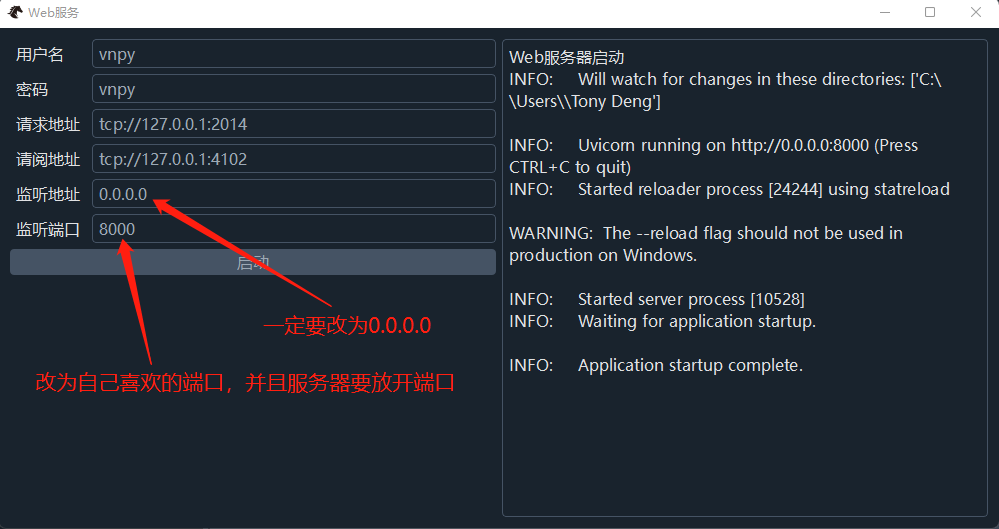 Web服务
用户名
vnpy
密码
vnpy
请求地址
tcp://127.0.0.1:2014
请阅地址
tcp://127.0.0.1:4102
监听地址
0.0.0.0
监听端口
8000
启动
一定要改为0.0.0.0
改为自己喜欢的端口，并且服务器要放开端口
Web服务器启动
INFO: Will watch for changes in these directories: ['C:\
\Users\\Tony Deng']
INFO: Uvicorn running on http://0.0.0.0:8000 (Press
CTRL+C to quit)
INFO: Started reloader process [24244] using statreload
WARNING: The --reload flag should not be used in
production on Windows.
INFO: Started server process [10528]
INFO: Waiting for application startup.
INFO: Application startup complete.